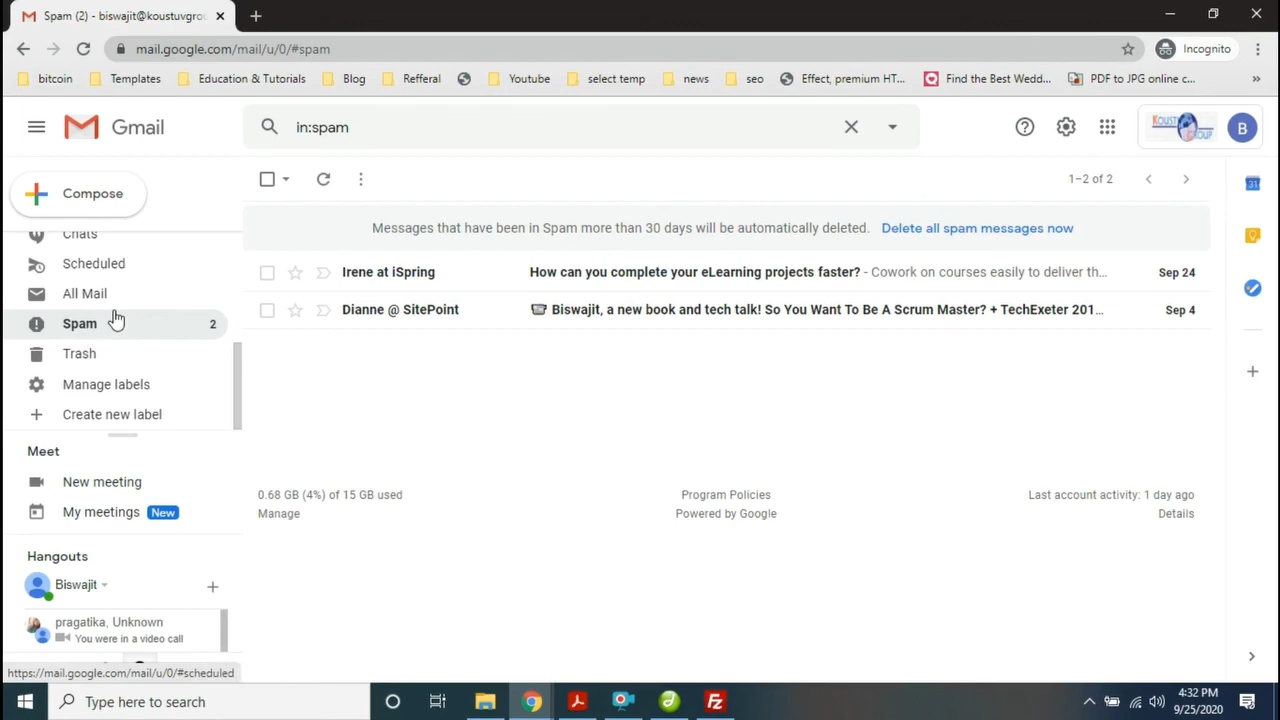 Spam (2) - biswajit@koustuvgrou
mail.google.com/mail/u/0/#spam
Incognito
bitcoin
Templates
Education & Tutorials
Blog
Refferal
Youtube
select temp
news
seo
Effect, premium HT...
Find the Best Wedd...
PDF to JPG online c...
Gmail
in:spam
KOUSTUV
GROUP
B
Compose
1–2 of 2
31
Messages that have been in Spam more than 30 days will be automatically deleted. Delete all spam messages now
Chats
Scheduled
All Mail
Spam 2
Trash
Manage labels
Create new label
Irene at iSpring How can you complete your eLearning projects faster? - Cowork on courses easily to deliver th... Sep 24
Dianne @ SitePoint Biswajit, a new book and tech talk! So You Want To Be A Scrum Master? + TechExeter 201... Sep 4
Meet
New meeting
My meetings New
0.68 GB (4%) of 15 GB used
Manage
Program Policies
Powered by Google
Last account activity: 1 day ago
Details
Hangouts
Biswajit
pragatika, Unknown
You were in a video call
https://mail.google.com/mail/u/0/#scheduled
Type here to search
4:32 PM
9/25/2020